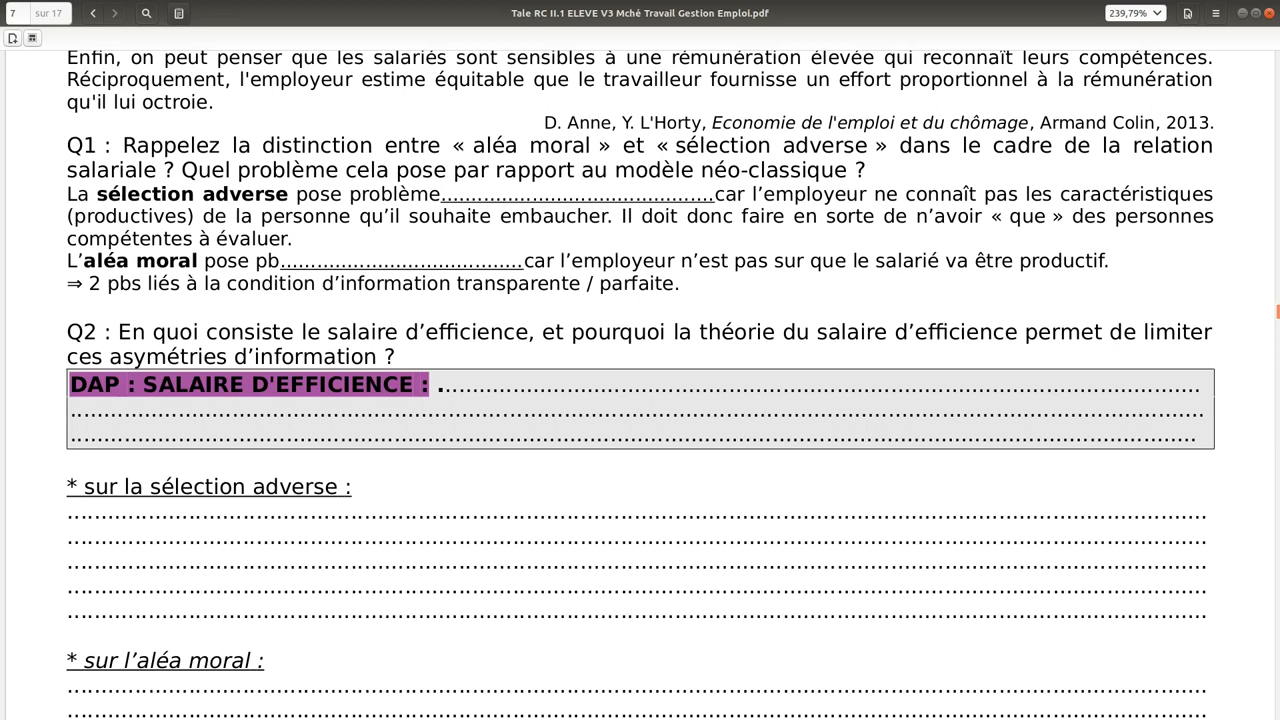 7 sur 17 Tale RC II.1 ELEVE V3 Mché Travail Gestion Emploi.pdf 239,79%
Enfin, on peut penser que les salariés sont sensibles à une rémunération élevée qui reconnaît leurs compétences.
Réciproquement, l'employeur estime équitable que le travailleur fournisse un effort proportionnel à la rémunération
qu'il lui octroie.
D. Anne, Y. L'Horty, Economie de l'emploi et du chômage, Armand Colin, 2013.
Q1 : Rappelez la distinction entre « aléa moral » et « sélection adverse » dans le cadre de la relation
salariale ? Quel problème cela pose par rapport au modèle néo-classique ?
La sélection adverse pose problème.............................................car l’employeur ne connaît pas les caractéristiques
(productives) de la personne qu’il souhaite embaucher. Il doit donc faire en sorte de n’avoir « que » des personnes
compétentes à évaluer.
L’aléa moral pose pb........................................car l’employeur n’est pas sur que le salarié va être productif.
⇒ 2 pbs liés à la condition d’information transparente / parfaite.
Q2 : En quoi consiste le salaire d’efficience, et pourquoi la théorie du salaire d’efficience permet de limiter
ces asymétries d’information ?
DAP : SALAIRE D'EFFICIENCE : ................................................................................................................
................................................................................................................................................
................................................................................................................................................
* sur la sélection adverse :
................................................................................................................................................
................................................................................................................................................
................................................................................................................................................
................................................................................................................................................
................................................................................................................................................
* sur l’aléa moral :
................................................................................................................................................
................................................................................................................................................